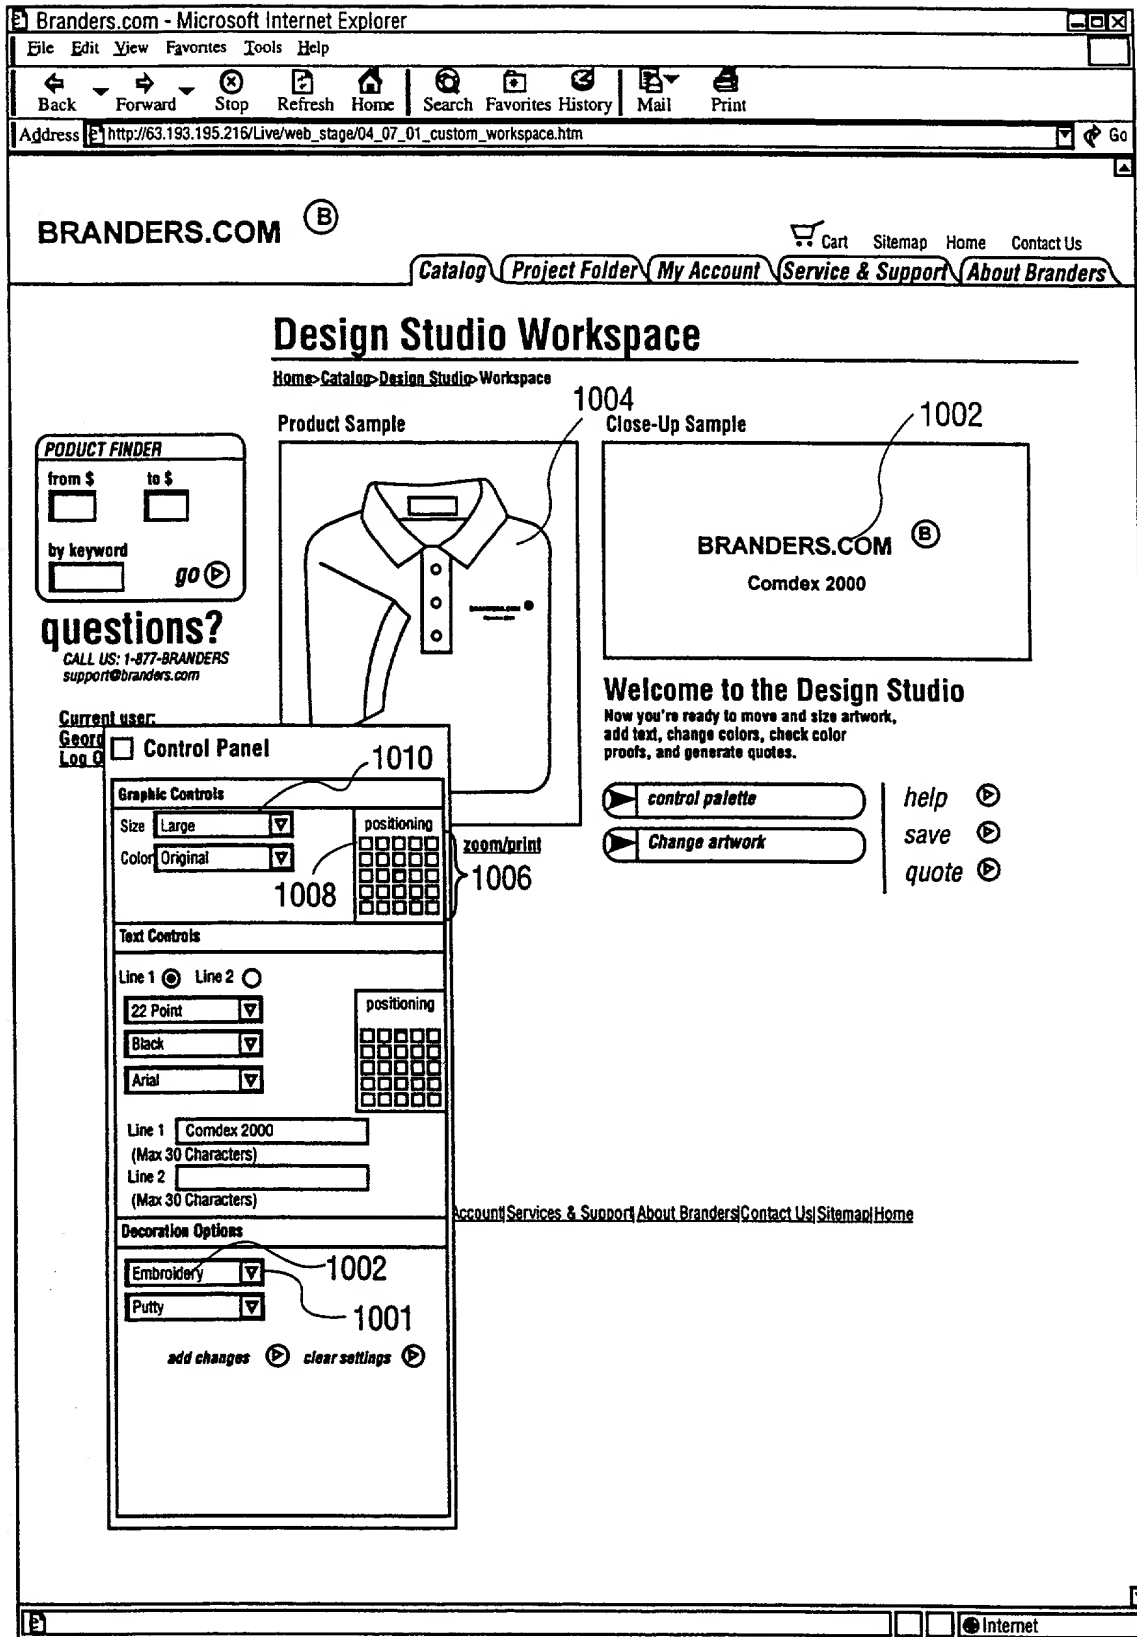 Branders.com - Microsoft Internet Explorer
File Edit View Favorites Tools Help
Back Forward Stop Refresh Home Search Favorites History Mail Print
Address http://63.193.195.216/Live/web_stage/04_07_01_custom_workspace.htm Go
BRANDERS.COM B
Cart Sitemap Home Contact Us
Catalog Project Folder My Account Service & Support About Branders
Design Studio Workspace
Home>Catalog>Design Studio>Workspace
1004
1002
Product Sample Close-Up Sample
PODUCT FINDER
from $ to $
by keyword
go
BRANDERS.COM B
Comdex 2000
BRANDERS.COM
questions?
CALL US: 1-877-BRANDERS
support@branders.com
Current user:
Georg
Log O
Welcome to the Design Studio
Now you're ready to move and size artwork,
add text, change colors, check color
proofs, and generate quotes.
control palette
Change artwork
help
save
quote
Control Panel
1010
Graphic Controls
Size Large
positioning
Color Original
zoom/print
1008
1006
Text Controls
Line 1 Line 2
22 Point
positioning
Black
Arial
Line 1 Comdex 2000
(Max 30 Characters)
Line 2
(Max 30 Characters)
Account|Services & Support|About Branders|Contact Us|Sitemap|Home
Decoration Options
Embroidery
1002
Putty
1001
add changes clear settings
Internet